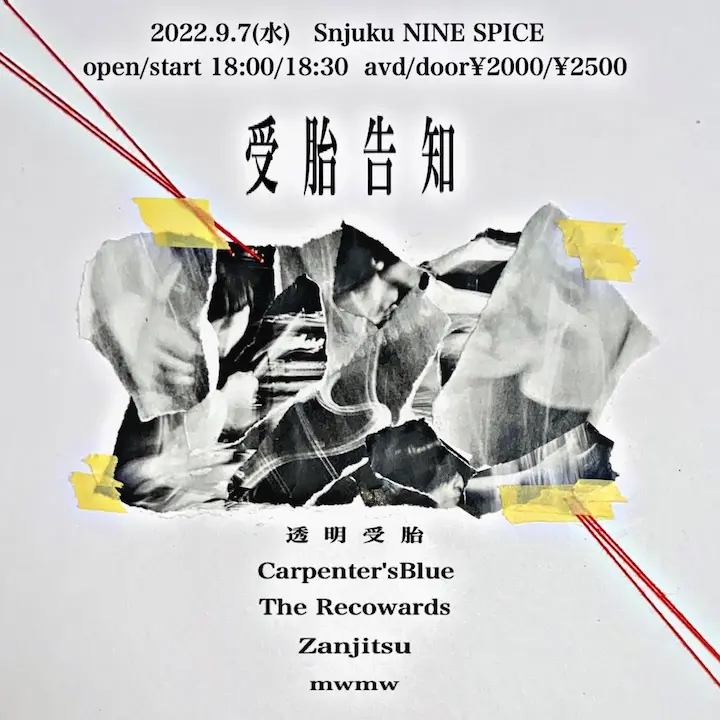 2022.9.7(水) Snjuku NINE SPICE
open/start 18:00/18:30 avd/door¥2000/¥2500
受胎告知
透明受胎
Carpenter'sBlue
The Recowards
Zanjitsu
mwmw